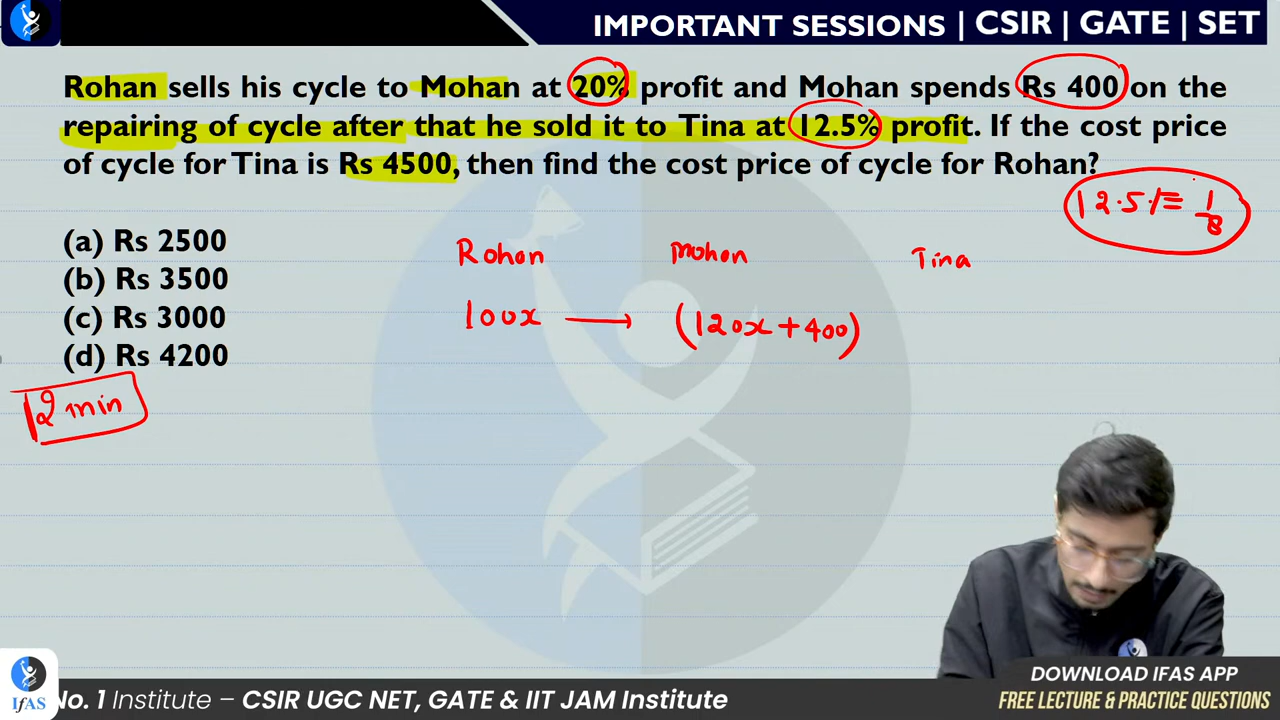 IMPORTANT SESSIONS | CSIR | GATE | SET
Rohan sells his cycle to Mohan at 20% profit and Mohan spends Rs 400 on the
repairing of cycle after that he sold it to Tina at 12.5% profit. If the cost price
of cycle for Tina is Rs 4500, then find the cost price of cycle for Rohan?
12.5% = 1/8
(a) Rs 2500
(b) Rs 3500
(c) Rs 3000
(d) Rs 4200
Rohan Mohan Tina
100x → (120x + 400)
2 min
IFAS
No. 1 Institute – CSIR UGC NET, GATE & IIT JAM Institute
DOWNLOAD IFAS APP
FREE LECTURE & PRACTICE QUESTIONS